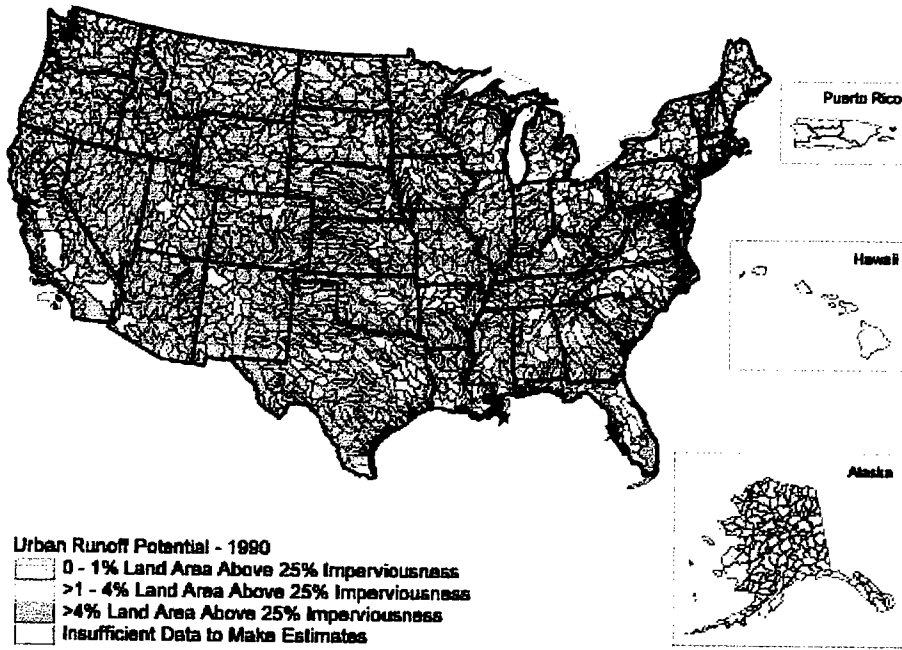 Puerto Rico
Hawaii
Alaska
Urban Runoff Potential - 1990
0 - 1% Land Area Above 25% Imperviousness
>1 - 4% Land Area Above 25% Imperviousness
>4% Land Area Above 25% Imperviousness
Insufficient Data to Make Estimates